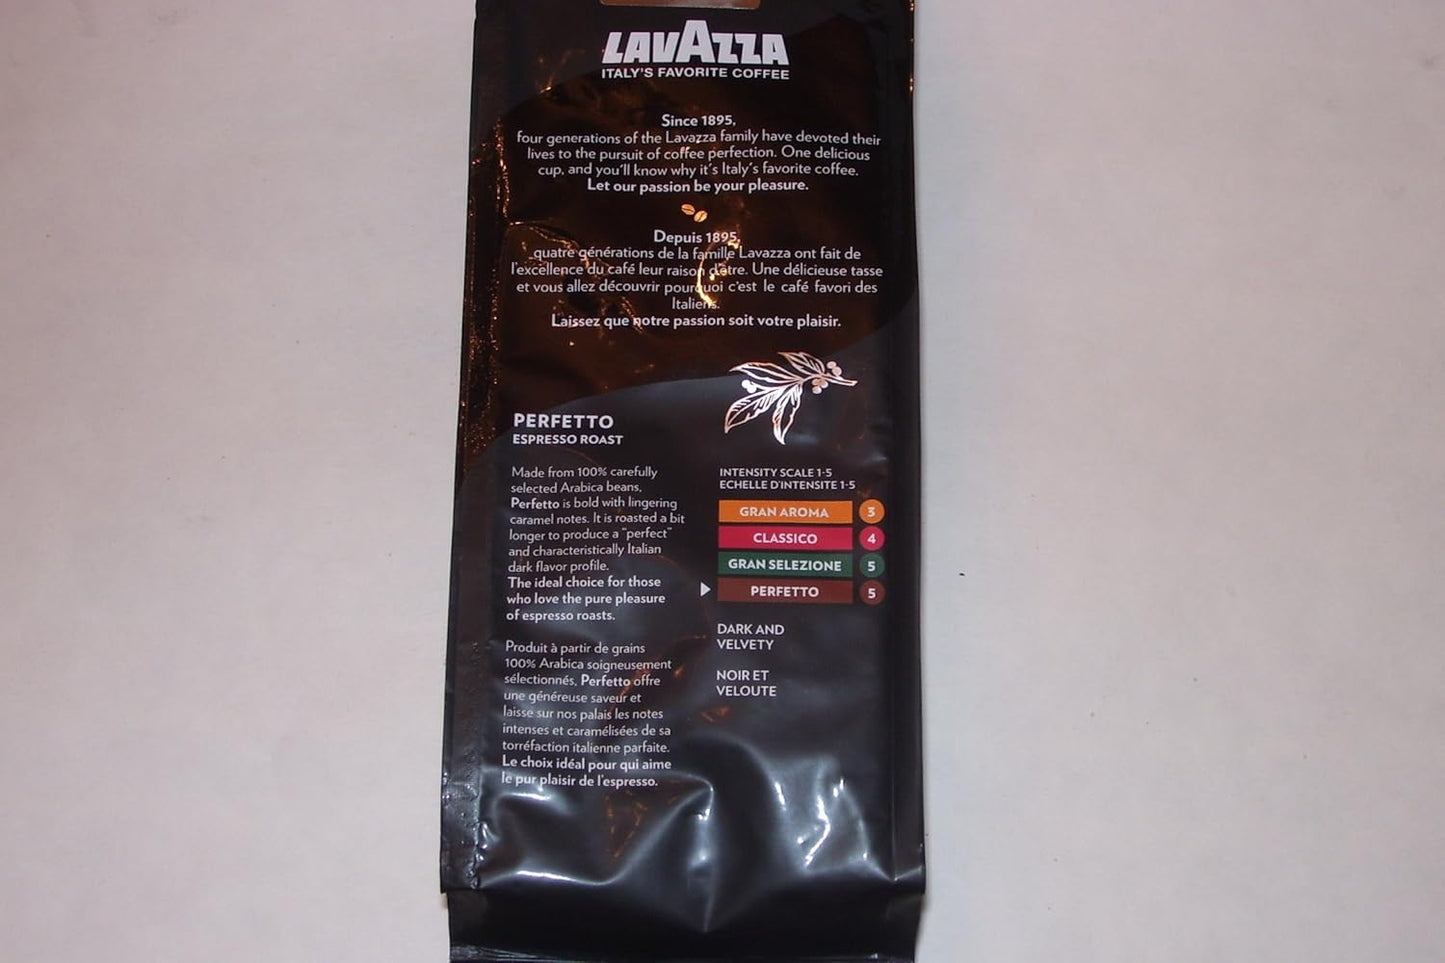 LAVAZZA
ITALY'S FAVORITE COFFEE
Since 1895,
four generations of the Lavazza family have devoted their
lives to the pursuit of coffee perfection. One delicious
cup, and you'll know why it's Italy's favorite coffee.
Let our passion be your pleasure.
Depuis 1895,
quatre générations de la famille Lavazza ont fait de
l'excellence du café leur raison d'être. Une délicieuse tasse
et vous allez découvrir pourquoi c'est le café favori des
Italiens.
Laissez que notre passion soit votre plaisir.
PERFETTO
ESPRESSO ROAST
Made from 100% carefully
selected Arabica beans,
Perfetto is bold with lingering
caramel notes. It is roasted a bit
longer to produce a "perfect"
and characteristically Italian
dark flavor profile.
The ideal choice for those
who love the pure pleasure
of espresso roasts.
Produit à partir de grains
100% Arabica soigneusement
sélectionnés, Perfetto offre
une généreuse saveur et
laisse sur nos palais les notes
intenses et caramélisées de sa
torréfaction italienne parfaite.
Le choix idéal pour qui aime
le pur plaisir de l'espresso.
INTENSITY SCALE 1-5
ECHELLE D'INTENSITE 1-5
GRAN AROMA 3
CLASSICO 4
GRAN SELEZIONE 5
PERFETTO 5
DARK AND
VELVETY
NOIR ET
VELOUTE